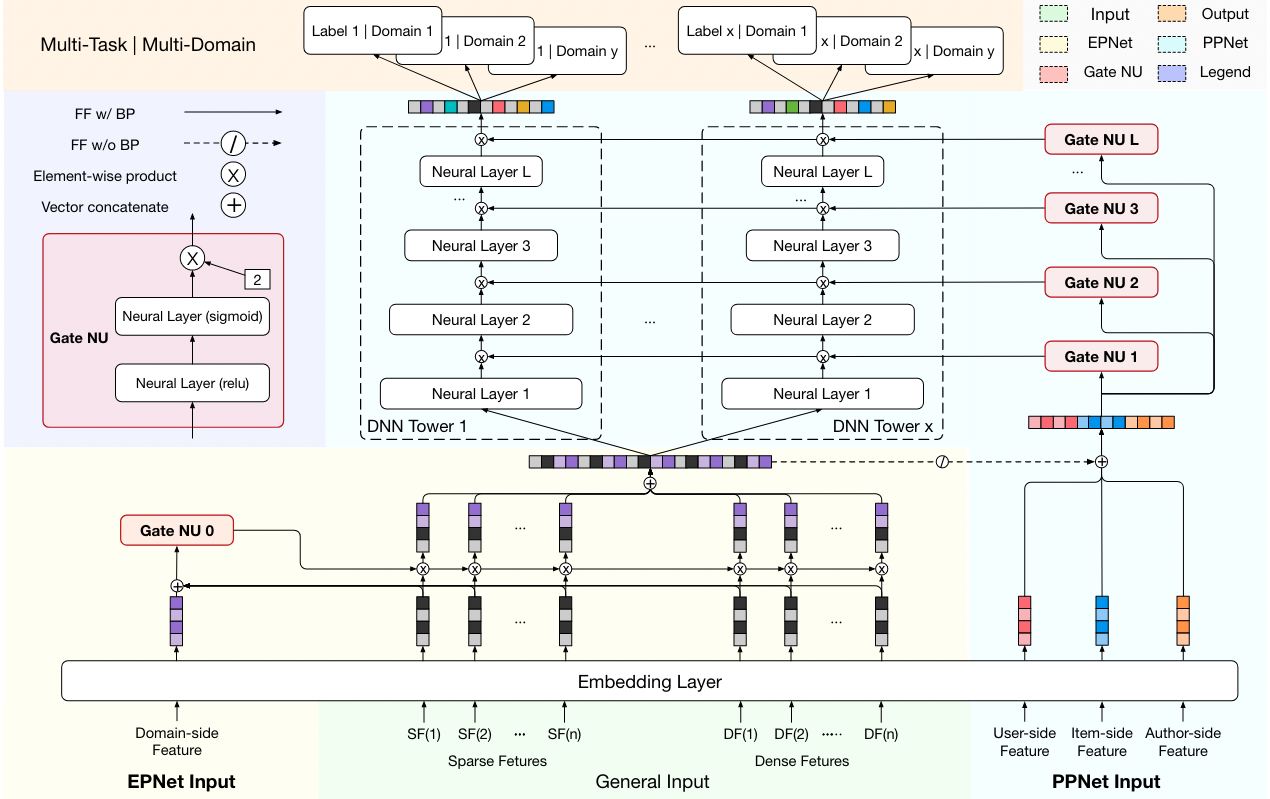 Multi-Task | Multi-Domain
Label 1 | Domain 1
1 | Domain 2
1 | Domain y
...
Label x | Domain 1
x | Domain 2
x | Domain y
Input
Output
EPNet
PPNet
Gate NU
Legend
FF w/ BP
FF w/o BP
/
Element-wise product
X
Vector concatenate
+
X
2
Neural Layer (sigmoid)
Gate NU
Neural Layer (relu)
x
x
Gate NU L
Neural Layer L
Neural Layer L
...
...
...
x
x
Gate NU 3
Neural Layer 3
Neural Layer 3
x
x
Gate NU 2
Neural Layer 2
...
Neural Layer 2
x
x
Gate NU 1
Neural Layer 1
Neural Layer 1
DNN Tower 1
DNN Tower x
/
+
+
Gate NU 0
...
...
x
x
x
x
x
x
+
...
...
Embedding Layer
Domain-side
Feature
SF(1)
SF(2)
...
SF(n)
DF(1)
DF(2)
......
DF(n)
User-side
Feature
Item-side
Feature
Author-side
Feature
Sparse Fetures
Dense Fetures
EPNet Input
General Input
PPNet Input